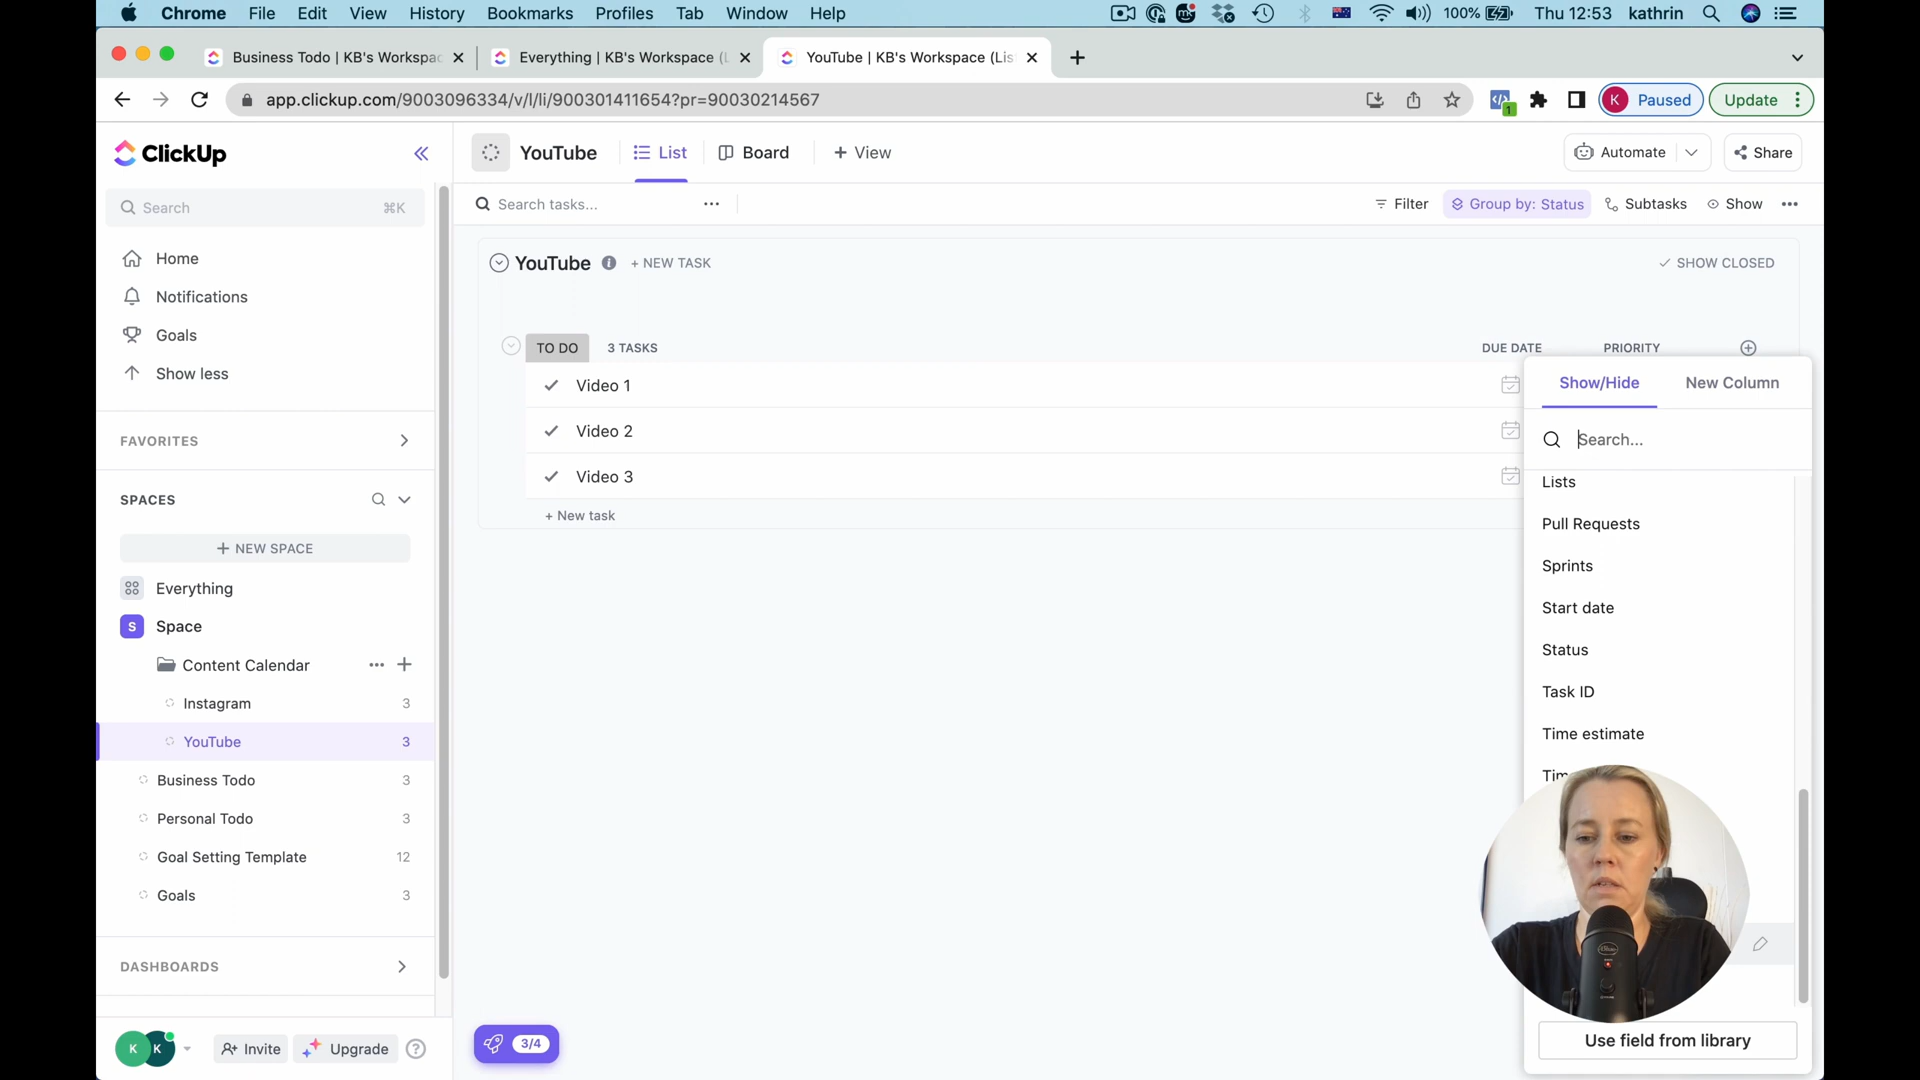 Chrome File Edit View History Bookmarks Profiles Tab Window Help 100% Thu 12:53 kathrin
Business Todo | KB's Workspac Everything | KB's Workspace (L YouTube | KB's Workspace (Lis
app.clickup.com/9003096334/v/l/li/900301411654?pr=90030214567 1 K Paused Update
ClickUp
YouTube List Board + View Automate Share
Search ⌘K
Search tasks... Filter Group by: Status Subtasks Show
Home
Notifications
Goals
Show less
FAVORITES
SPACES
+ NEW SPACE
Everything
S Space
Content Calendar
Instagram 3
YouTube 3
Business Todo 3
Personal Todo 3
Goal Setting Template 12
Goals 3
DASHBOARDS
K K Invite Upgrade ?
YouTube + NEW TASK SHOW CLOSED
TO DO 3 TASKS DUE DATE PRIORITY
Video 1
Video 2
Video 3
+ New task
3/4
Show/Hide New Column
Search...
Lists
Pull Requests
Sprints
Start date
Status
Task ID
Time estimate
Use field from library